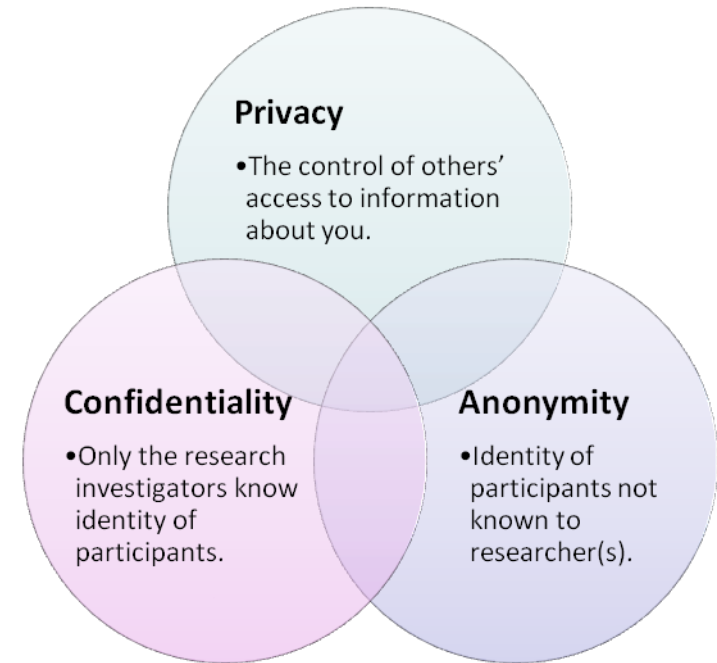 Privacy
•The control of others’
access to information
about you.
Confidentiality
•Only the research
investigators know
identity of
participants.
Anonymity
•Identity of
participants not
known to
researcher(s).